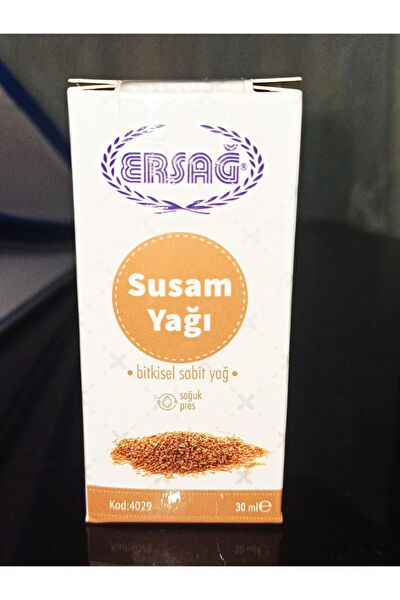 ERSAĞ®
Susam
Yağı
• bitkisel sabit yağ •
soğuk
pres
Kod:4029
30 ml℮